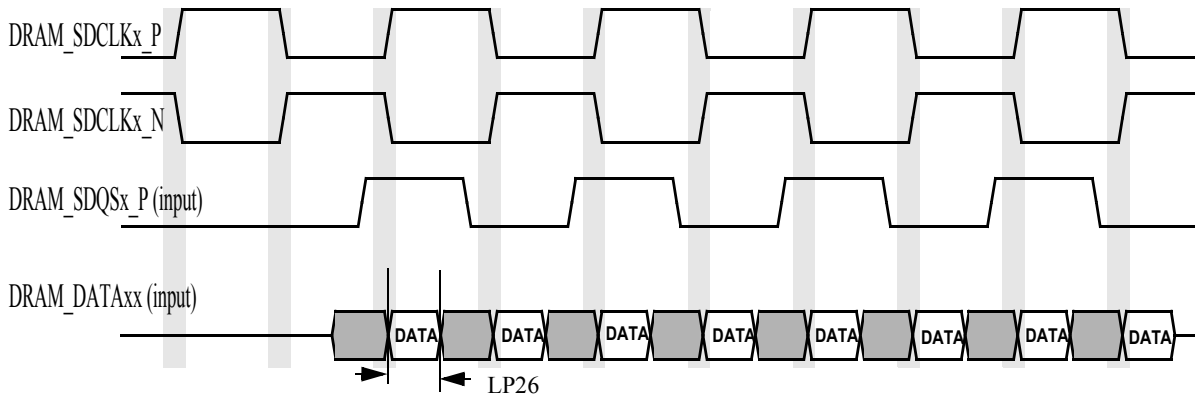 DRAM_SDCLKx_P
DRAM_SDCLKx_N
DRAM_SDQSx_P (input)
DRAM_DATAxx (input)
DATA DATA DATA DATA DATA DATA DATA DATA
LP26